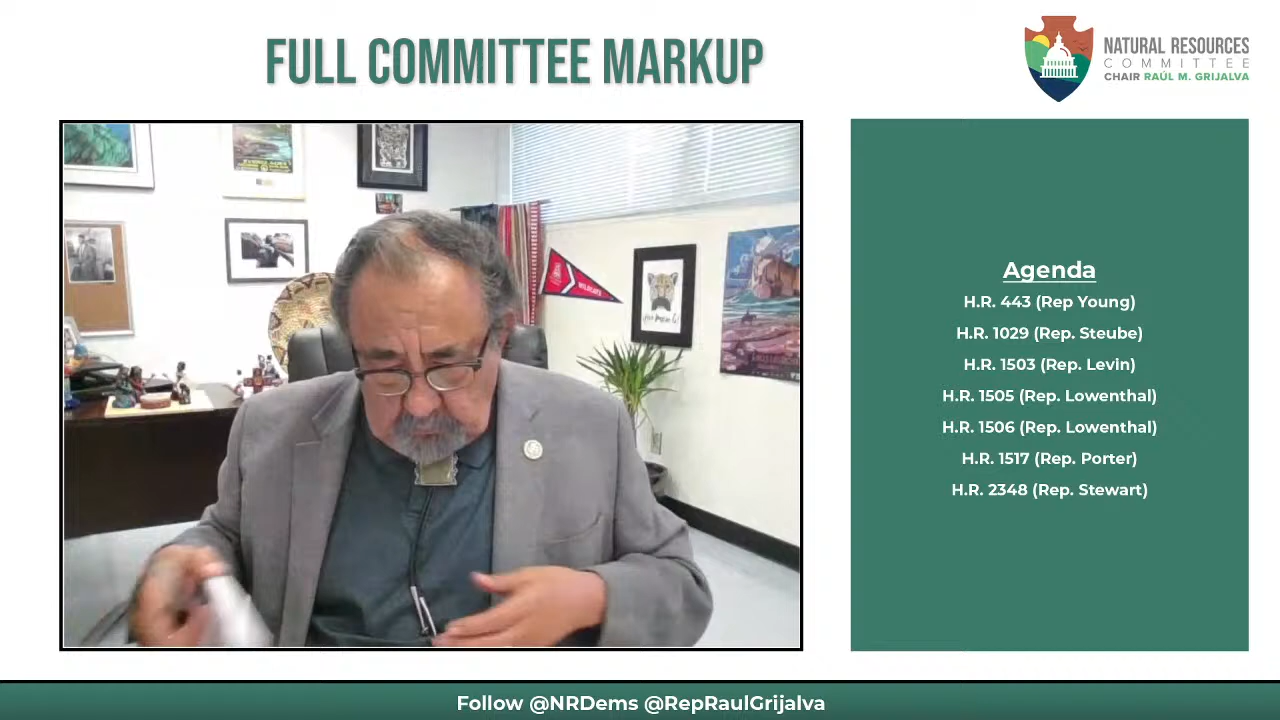 FULL COMMITTEE MARKUP
NATURAL RESOURCES
COMMITTEE
CHAIR RAÚL M. GRIJALVA
WILDCATS
Agenda
H.R. 443 (Rep Young)
H.R. 1029 (Rep. Steube)
H.R. 1503 (Rep. Levin)
H.R. 1505 (Rep. Lowenthal)
H.R. 1506 (Rep. Lowenthal)
H.R. 1517 (Rep. Porter)
H.R. 2348 (Rep. Stewart)
Follow @NRDems @RepRaulGrijalva